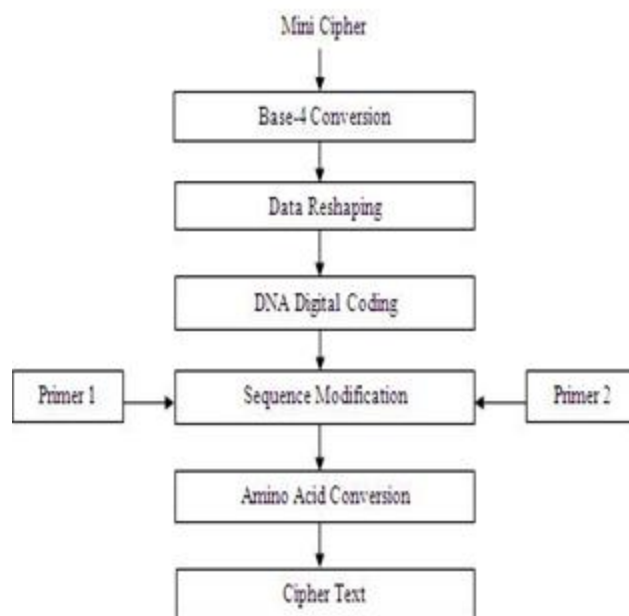 Mini Cipher
Base-4 Conversion
Data Reshaping
DNA Digital Coding
Primer 1
Sequence Modification
Primer 2
Amino Acid Conversion
Cipher Text